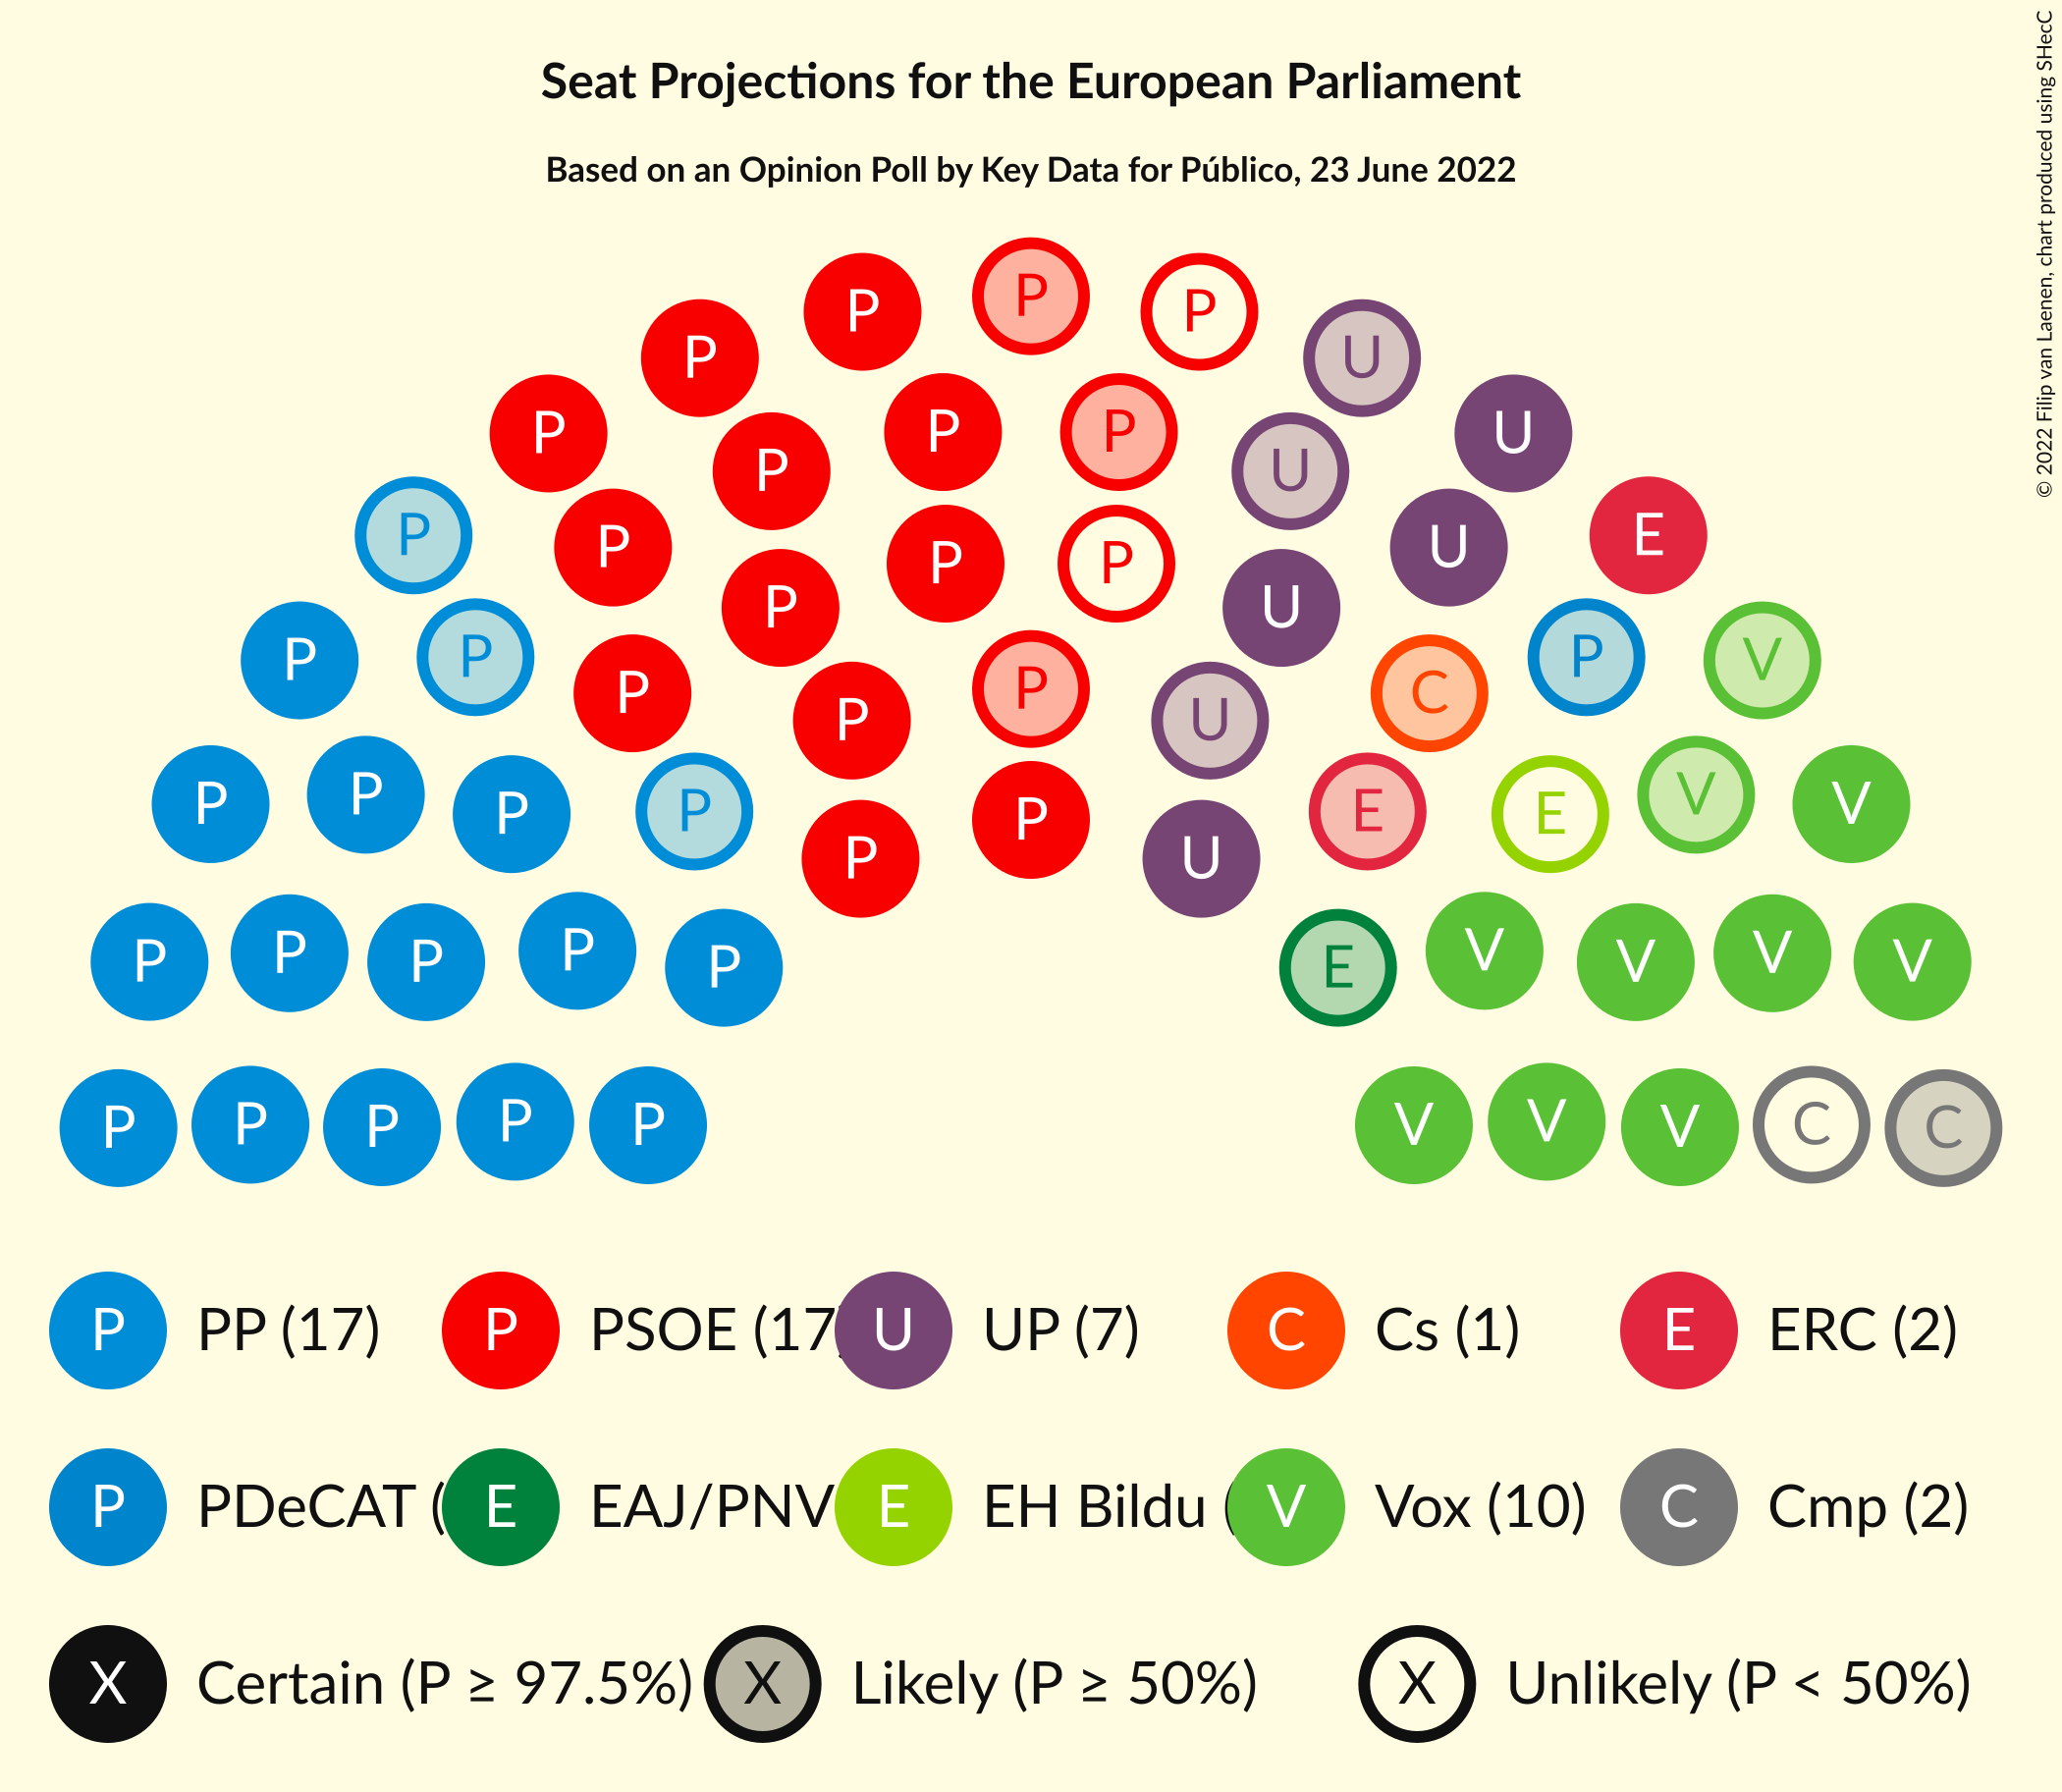 Seat Projections for the European Parliament
Based on an Opinion Poll by Key Data for Público, 23 June 2022
© 2022 Filip van Laenen, chart produced using SHecC
P P P
P U
P P P U
P U
P P P P U E
P U
P P P P C P V
P U
P P P P P E E V V
P U
P P P P P E V V V V
P P P P P V V V C C
P PP (17) P PSOE (17 U UP (7) C Cs (1) E ERC (2)
P PDeCAT ( E EAJ/PNV E EH Bildu ( V Vox (10) C Cmp (2)
X Certain (P ≥ 97.5%) X Likely (P ≥ 50%) X Unlikely (P < 50%)